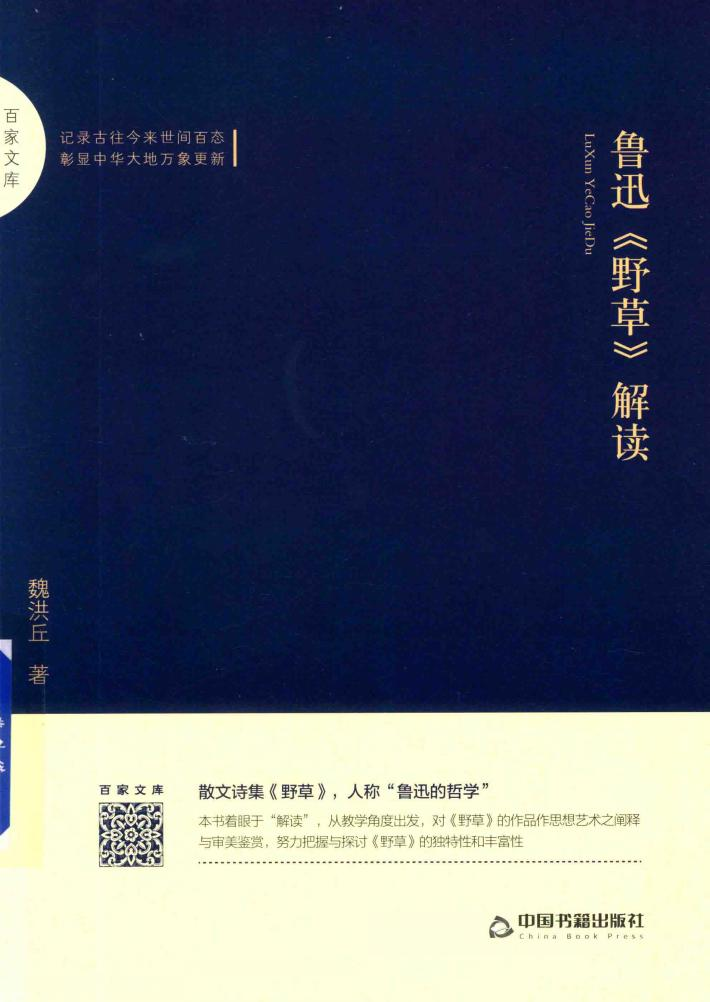 百家文库
记录古往今来世间百态
彰显中华大地万象更新
鲁迅《野草》解读
LuXun YeCao JieDu
魏洪丘 著
百家文库
散文诗集《野草》，人称“鲁迅的哲学”
本书着眼于“解读”，从教学角度出发，对《野草》的作品作思想艺术之阐释
与审美鉴赏，努力把握与探讨《野草》的独特性和丰富性
中国书籍出版社
China Book Press